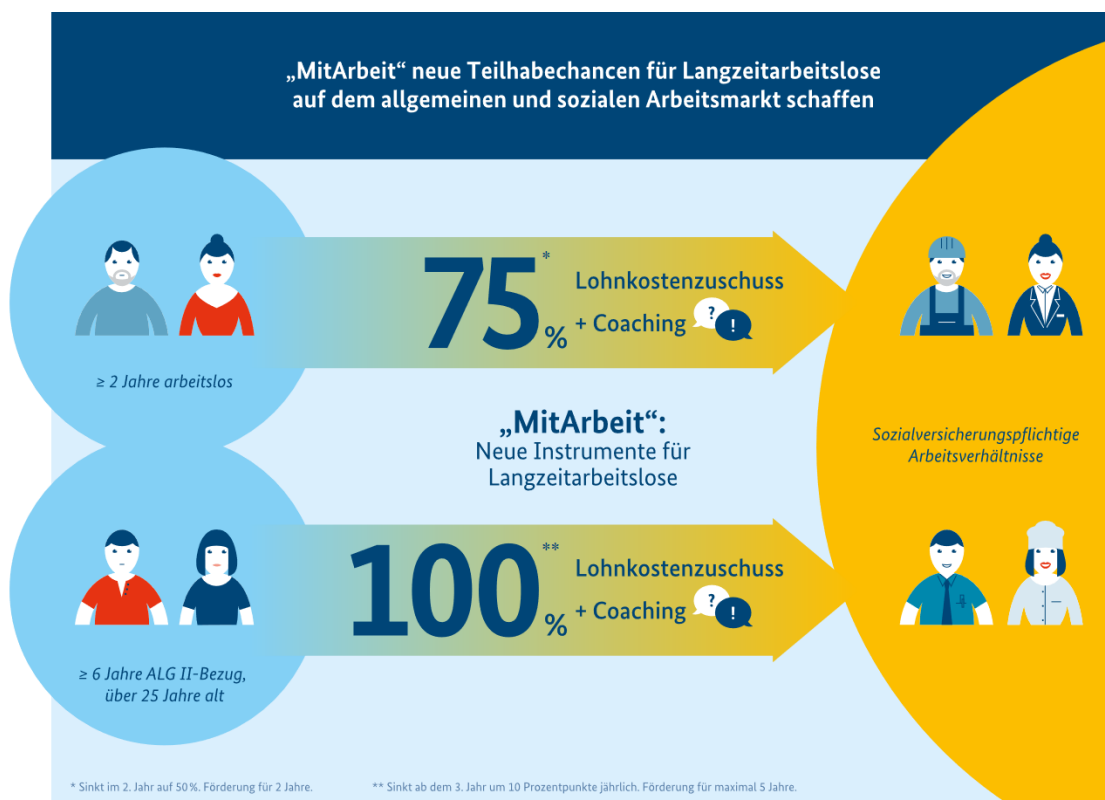 „MitArbeit“ neue Teilhabechancen für Langzeitarbeitslose
auf dem allgemeinen und sozialen Arbeitsmarkt schaffen
≥ 2 Jahre arbeitslos
75 % *
Lohnkostenzuschuss
+ Coaching ? !
„MitArbeit“:
Neue Instrumente für
Langzeitarbeitslose
Sozialversicherungspflichtige
Arbeitsverhältnisse
≥ 6 Jahre ALG II-Bezug,
über 25 Jahre alt
100 % **
Lohnkostenzuschuss
+ Coaching ? !
* Sinkt im 2. Jahr auf 50 %. Förderung für 2 Jahre.
** Sinkt ab dem 3. Jahr um 10 Prozentpunkte jährlich. Förderung für maximal 5 Jahre.